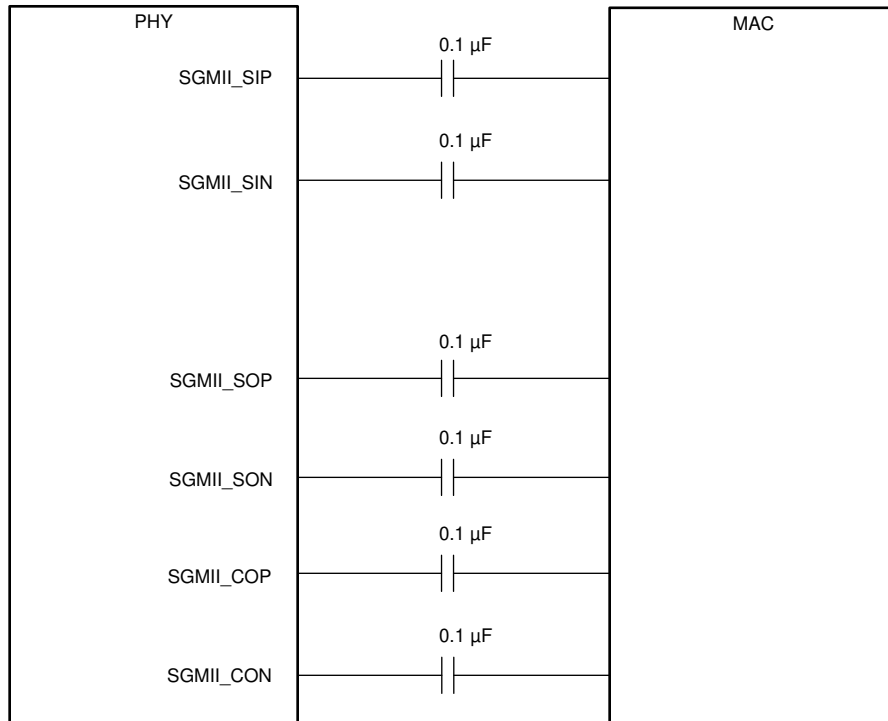 PHY
MAC
0.1 µF
SGMII_SIP
0.1 µF
SGMII_SIN
0.1 µF
SGMII_SOP
0.1 µF
SGMII_SON
0.1 µF
SGMII_COP
0.1 µF
SGMII_CON